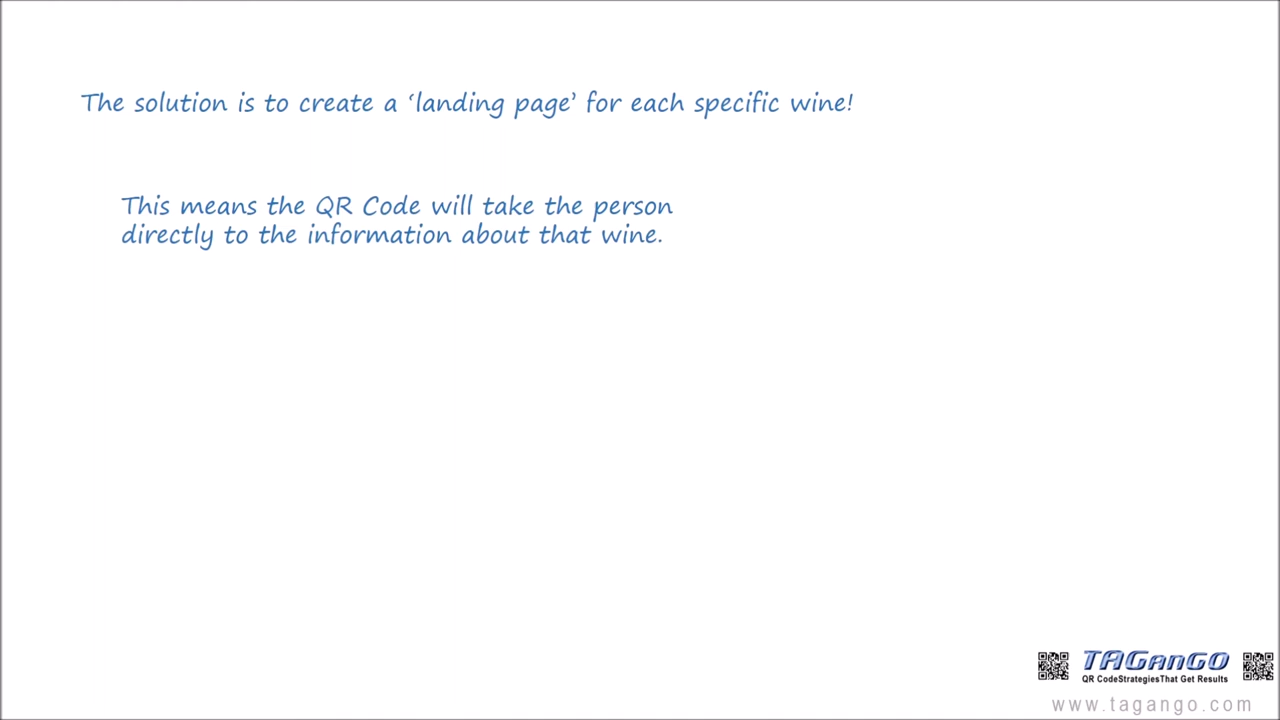 The solution is to create a ‘landing page’ for each specific wine!
This means the QR Code will take the person
directly to the information about that wine.
TAGanGO
QR CodeStrategiesThat Get Results
www.tagango.com